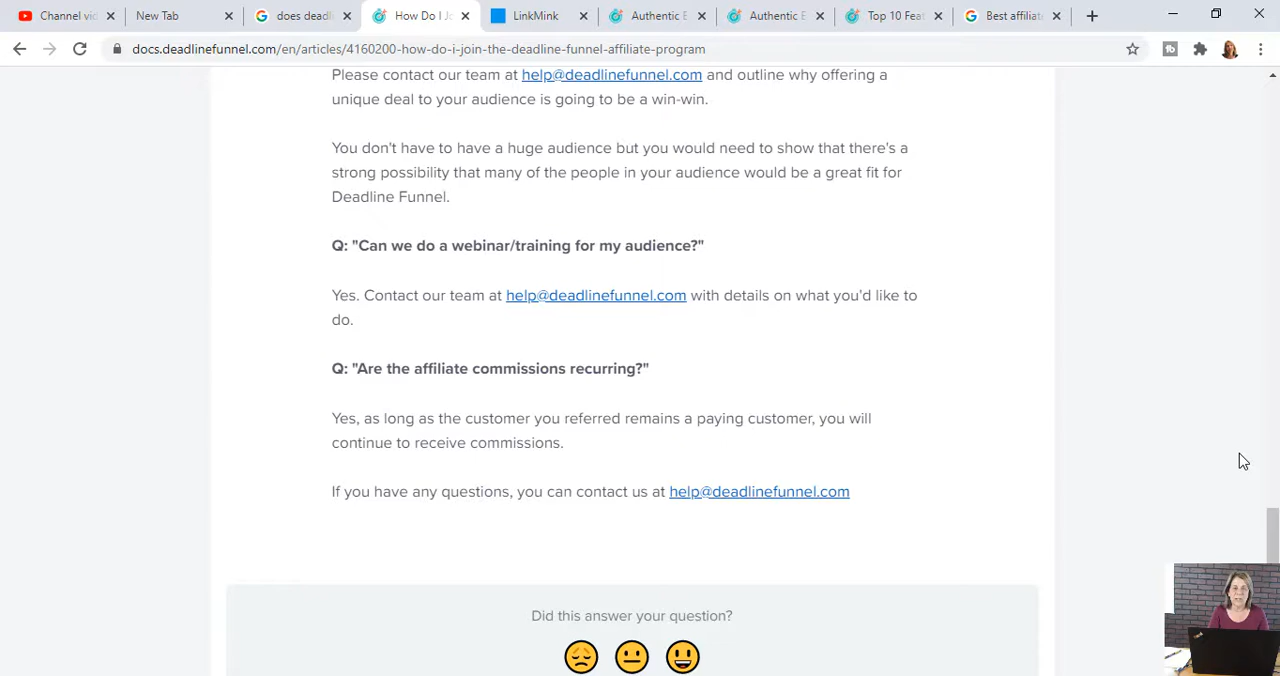 Channel vid
New Tab
does deadl
How Do I Jo
LinkMink
Authentic E
Authentic E
Top 10 Feat
Best affiliate
docs.deadlinefunnel.com/en/articles/4160200-how-do-i-join-the-deadline-funnel-affiliate-program
Please contact our team at help@deadlinefunnel.com and outline why offering a
unique deal to your audience is going to be a win-win.
You don't have to have a huge audience but you would need to show that there's a
strong possibility that many of the people in your audience would be a great fit for
Deadline Funnel.
Q: "Can we do a webinar/training for my audience?"
Yes. Contact our team at help@deadlinefunnel.com with details on what you'd like to
do.
Q: "Are the affiliate commissions recurring?"
Yes, as long as the customer you referred remains a paying customer, you will
continue to receive commissions.
If you have any questions, you can contact us at help@deadlinefunnel.com
Did this answer your question?